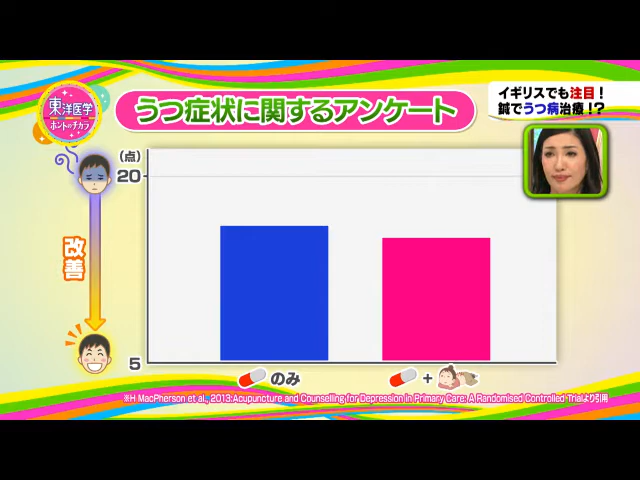 東洋医学
ホントのチカラ
うつ症状に関するアンケート
イギリスでも注目！
鍼でうつ病治療！？
(点)
20
改善
5
のみ
+
※H MacPherson et al., 2013:Acupuncture and Counselling for Depression in Primary Care: A Randomised Controlled Trialより引用